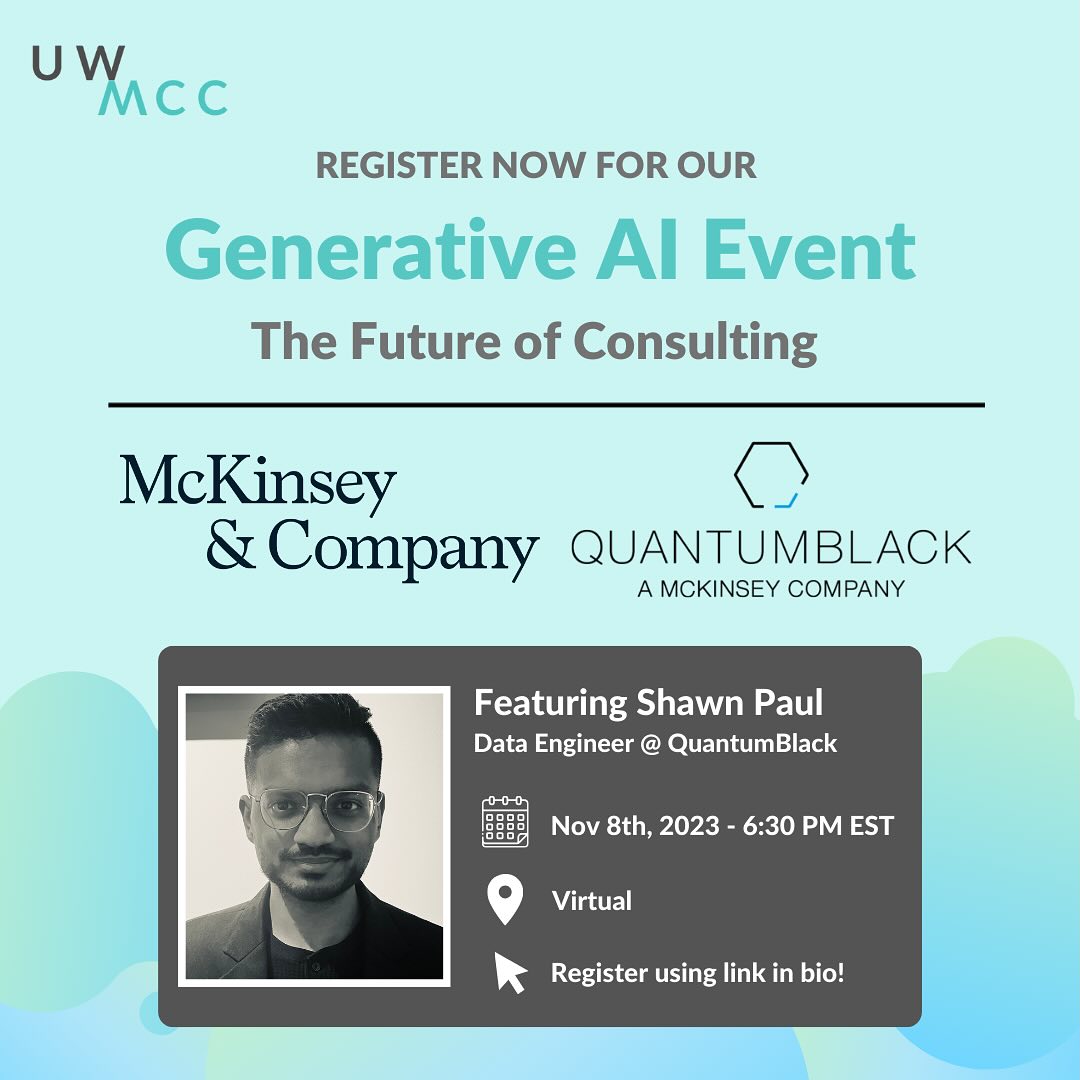 UW
MCC
REGISTER NOW FOR OUR
Generative AI Event
The Future of Consulting
McKinsey
& Company
QUANTUMBLACK
A MCKINSEY COMPANY
Featuring Shawn Paul
Data Engineer @ QuantumBlack
Nov 8th, 2023 - 6:30 PM EST
Virtual
Register using link in bio!